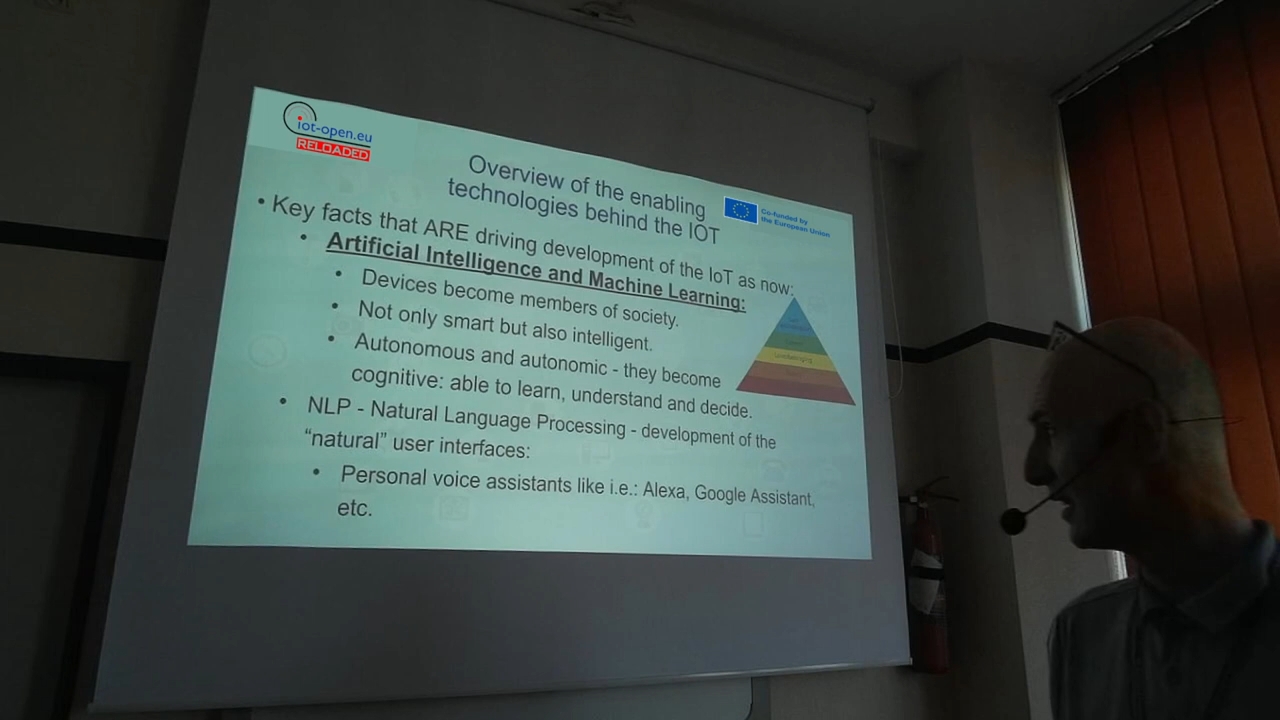 iot-open.eu
RELOADED
Overview of the enabling
technologies behind the IOT
Co-funded by
the European Union
• Key facts that ARE driving development of the IoT as now:
• Artificial Intelligence and Machine Learning:
• Devices become members of society.
• Not only smart but also intelligent.
• Autonomous and autonomic - they become
cognitive: able to learn, understand and decide.
• NLP - Natural Language Processing - development of the
“natural” user interfaces:
• Personal voice assistants like i.e.: Alexa, Google Assistant,
etc.
Love/Belonging